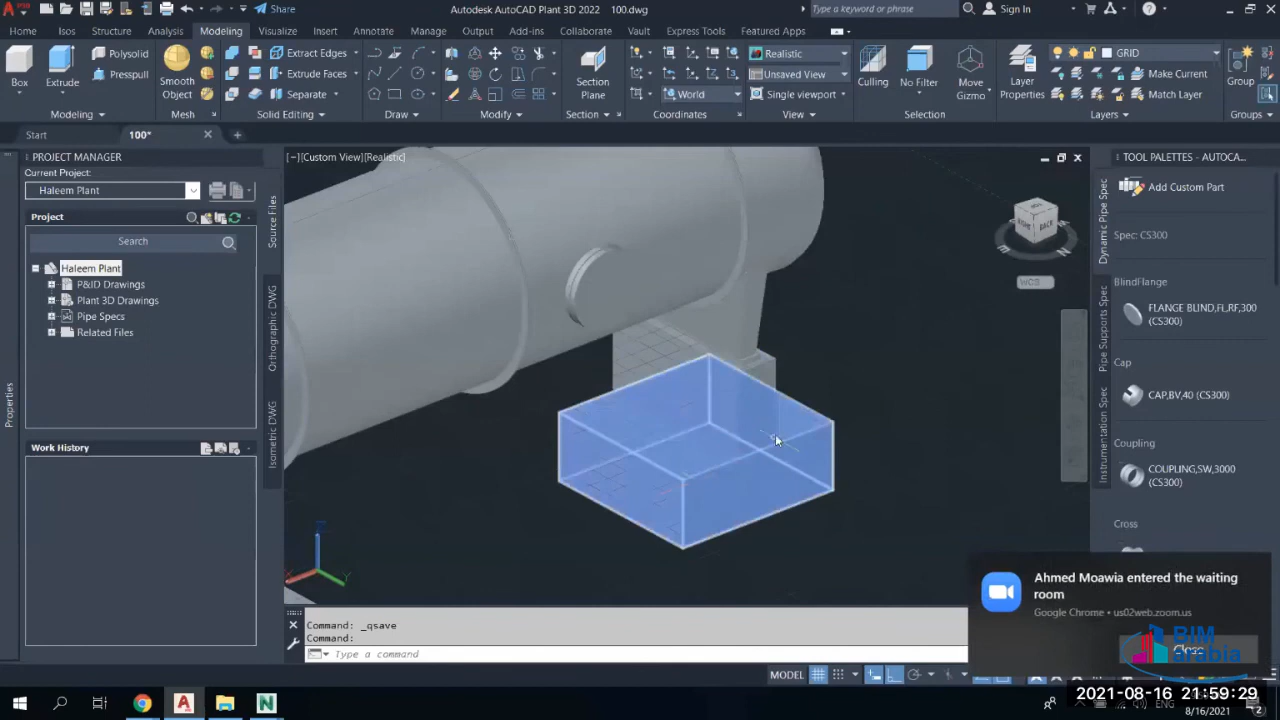 Share
Autodesk AutoCAD Plant 3D 2022 100.dwg
Type a keyword or phrase
Sign In
Home Isos Structure Analysis Modeling Visualize Insert Annotate Manage Output Add-ins Collaborate Vault Express Tools Featured Apps
Box
Extrude
Polysolid
Presspull
Smooth
Object
Extract Edges
Extrude Faces
Separate
Section
Plane
World
Realistic
Unsaved View
Single viewport
Culling
No Filter
Move
Gizmo
Layer
Properties
GRID
Make Current
Match Layer
Group
Modeling Mesh Solid Editing Draw Modify Section Coordinates View Selection Layers Groups
Start 100*
PROJECT MANAGER
Current Project:
Haleem Plant
Project
Search
Haleem Plant
P&ID Drawings
Plant 3D Drawings
Pipe Specs
Related Files
Work History
Source Files
Orthographic DWG
Isometric DWG
Properties
[−][Custom View][Realistic]
BACK
WCS
TOOL PALETTES - AUTOCA...
Add Custom Part
Spec: CS300
BlindFlange
FLANGE BLIND,FL,RF,300
(CS300)
Cap
CAP,BV,40 (CS300)
Coupling
COUPLING,SW,3000
(CS300)
Cross
Dynamic Pipe Spec
Pipe Supports Spec
Instrumentation Spec
Command: _qsave
Command:
Type a command
MODEL
Ahmed Moawia entered the waiting
room
Google Chrome • us02web.zoom.us
Close
BIM
arabia
2021-08-16 21:59:29
ENG
8/16/2021
2